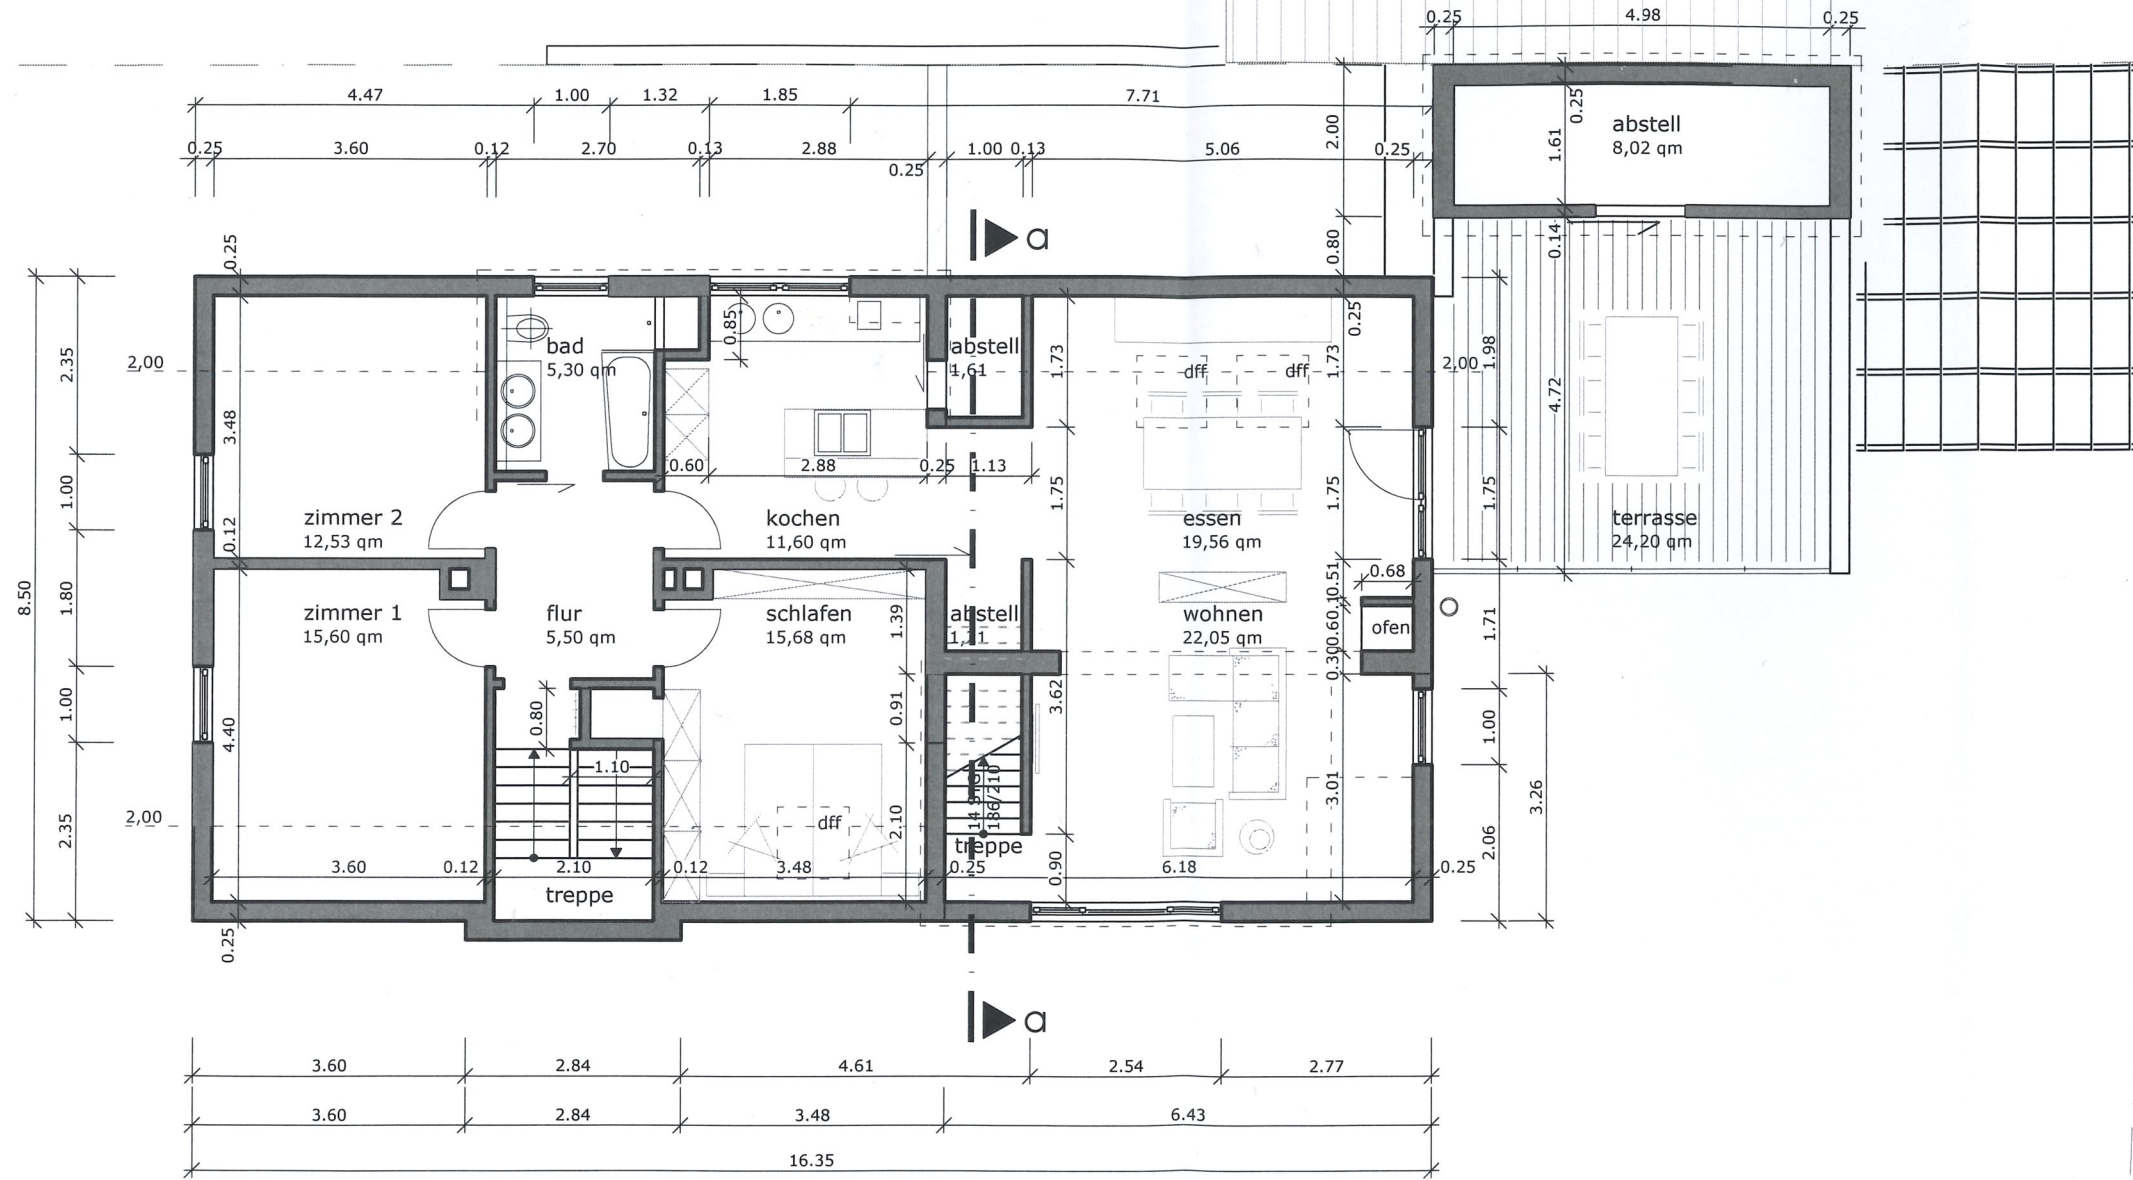 0.25 4.98 0.25
4.47 1.00 1.32 1.85 7.71
0.25 3.60 0.12 2.70 0.13 2.88 0.25 1.00 0.13 5.06 0.25
2.00
0.80
abstell
8,02 qm
1.61
0.25
0.14
a
0.25
8.50
2.35
1.00
1.80
1.00
2.35
2,00
2,00
3.48
0.12
4.40
0.25
bad
5,30 qm
0.85
abstell
1,61
1.73
dff
dff
1.73
0.25
2,00
1.98
4.72
0.60 2.88 0.25 1.13
1.75
1.75
1.75
zimmer 2
12,53 qm
kochen
11,60 qm
essen
19,56 qm
terrasse
24,20 qm
zimmer 1
15,60 qm
flur
5,50 qm
schlafen
15,68 qm
abstell
wohnen
22,05 qm
0.68
ofen
0.51
0.60
0.30
1.71
1.39
0.91
2.10
0.80
1.10
3.62
0.90
3.01
1.00
2.06
3.26
dff
186/210
treppe
3.60 0.12 2.10 0.12 3.48 0.25 6.18 0.25
treppe
a
3.60 2.84 4.61 2.54 2.77
3.60 2.84 3.48 6.43
16.35